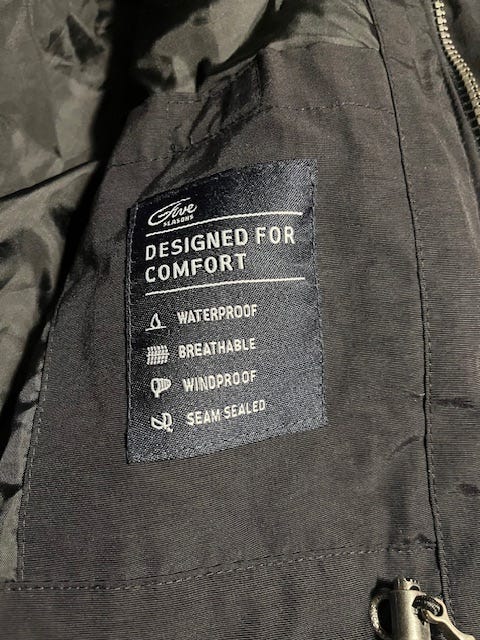 Five
SEASONS
DESIGNED FOR
COMFORT
WATERPROOF
BREATHABLE
WINDPROOF
SEAM SEALED